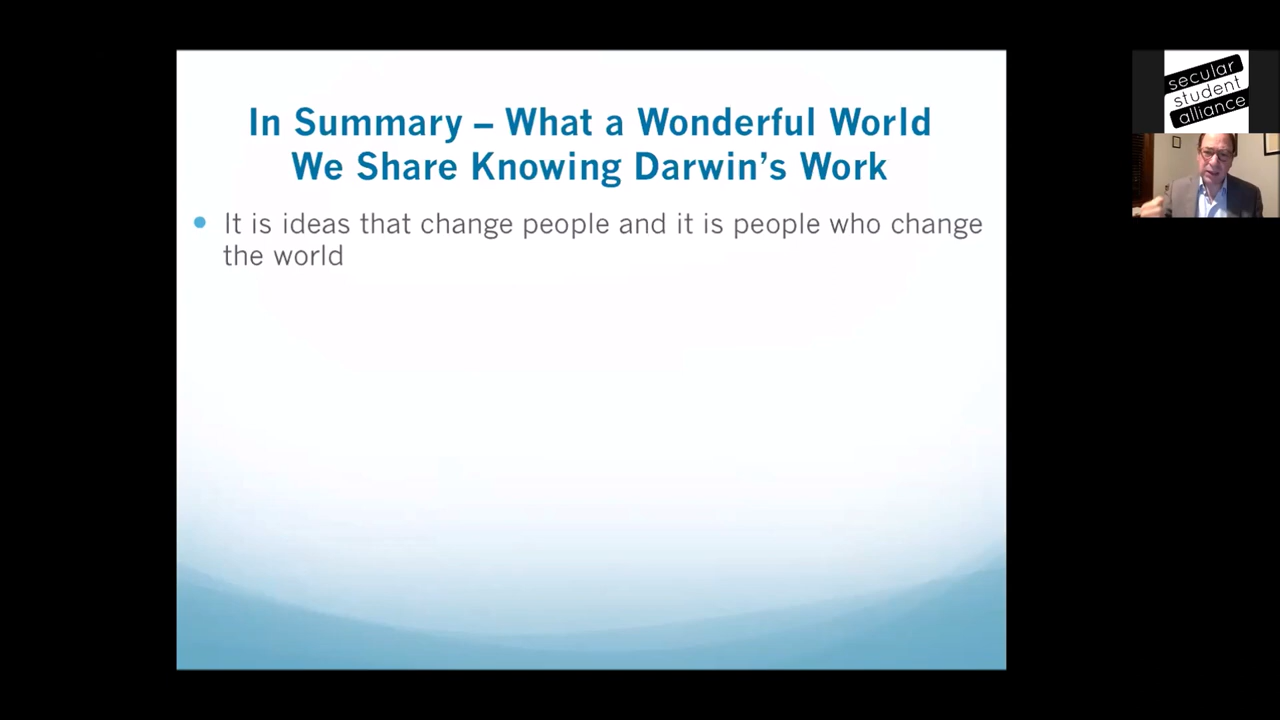 In Summary – What a Wonderful World
We Share Knowing Darwin’s Work
It is ideas that change people and it is people who change
the world
secular
student
alliance